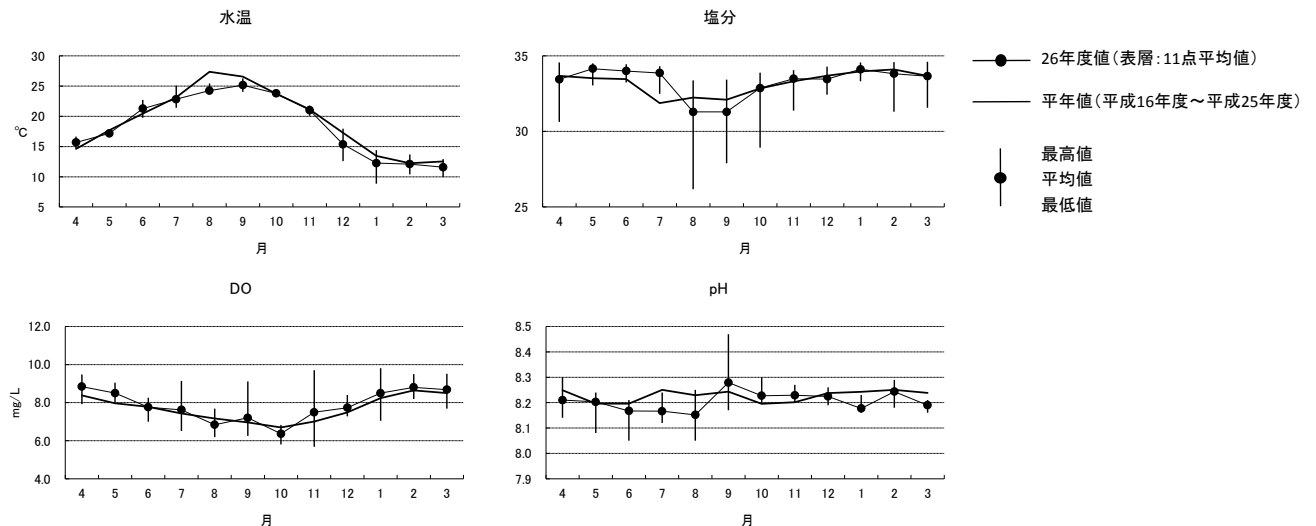 水温
30
25
20
15
10
5
℃
4 5 6 7 8 9 10 11 12 1 2 3
月
塩分
35
30
25
4 5 6 7 8 9 10 11 12 1 2 3
月
26年度値(表層:11点平均値)
平年値(平成16年度～平成25年度)
最高値
平均値
最低値
DO
12.0
10.0
8.0
6.0
4.0
mg/L
4 5 6 7 8 9 10 11 12 1 2 3
月
pH
8.5
8.4
8.3
8.2
8.1
8.0
7.9
4 5 6 7 8 9 10 11 12 1 2 3
月